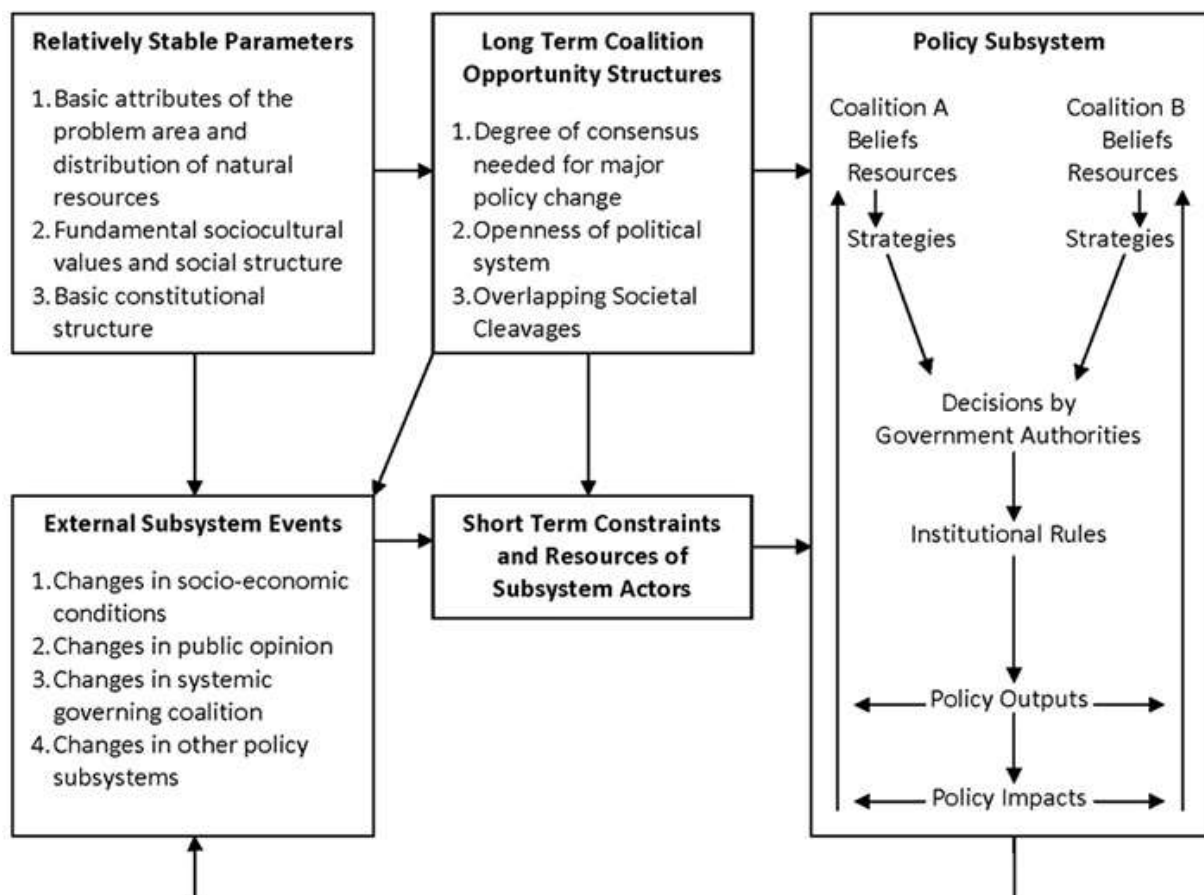 Relatively Stable Parameters
1. Basic attributes of the
problem area and
distribution of natural
resources
2. Fundamental sociocultural
values and social structure
3. Basic constitutional
structure
Long Term Coalition
Opportunity Structures
1. Degree of consensus
needed for major
policy change
2. Openness of political
system
3. Overlapping Societal
Cleavages
Policy Subsystem
Coalition A
Beliefs
Resources
Strategies
Coalition B
Beliefs
Resources
Strategies
Decisions by
Government Authorities
Institutional Rules
Policy Outputs
Policy Impacts
External Subsystem Events
1. Changes in socio-economic
conditions
2. Changes in public opinion
3. Changes in systemic
governing coalition
4. Changes in other policy
subsystems
Short Term Constraints
and Resources of
Subsystem Actors